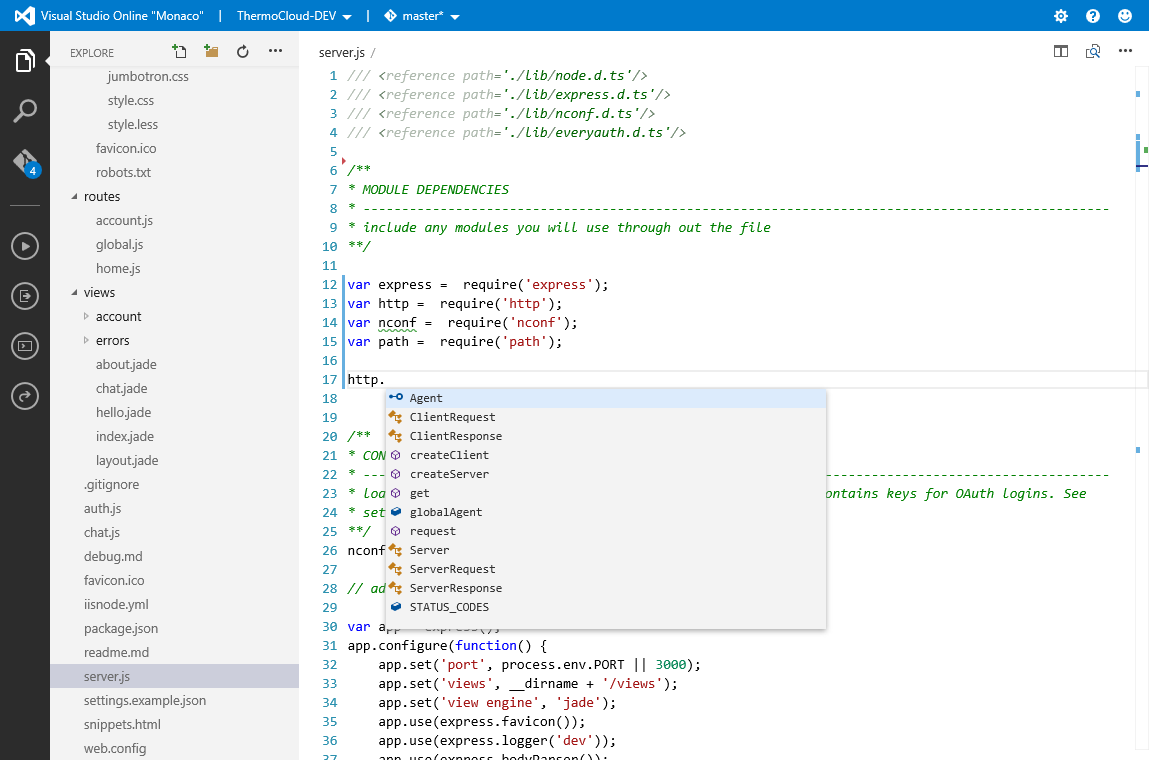 Visual Studio Online "Monaco" | ThermoCloud-DEV | master*
EXPLORE
jumbotron.css
style.css
style.less
favicon.ico
robots.txt
routes
account.js
global.js
home.js
views
account
errors
about.jade
chat.jade
hello.jade
index.jade
layout.jade
.gitignore
auth.js
chat.js
debug.md
favicon.ico
iisnode.yml
package.json
readme.md
server.js
settings.example.json
snippets.html
web.config
4
server.js /
1 /// <reference path='./lib/node.d.ts'/>
2 /// <reference path='./lib/express.d.ts'/>
3 /// <reference path='./lib/nconf.d.ts'/>
4 /// <reference path='./lib/everyauth.d.ts'/>
5
6 /**
7 * MODULE DEPENDENCIES
8 * -------------------------------------------------------------------------------------------------
9 * include any modules you will use through out the file
10 **/
11
12 var express =  require('express');
13 var http =  require('http');
14 var nconf =  require('nconf');
15 var path =  require('path');
16
17 http.
18
19
20 /**
21 * CON
22 * ---
23 * loa
24 * set
25 **/
26 nconf
27
28 // ad
29
30 var app = express();
31 app.configure(function() {
32     app.set('port', process.env.PORT || 3000);
33     app.set('views', __dirname + '/views');
34     app.set('view engine', 'jade');
35     app.use(express.favicon());
36     app.use(express.logger('dev'));
37     app.use(express.bodyParser());
Agent
ClientRequest
ClientResponse
createClient
createServer
get
globalAgent
request
Server
ServerRequest
ServerResponse
STATUS_CODES
-------------------------------------
ontains keys for OAuth logins. See